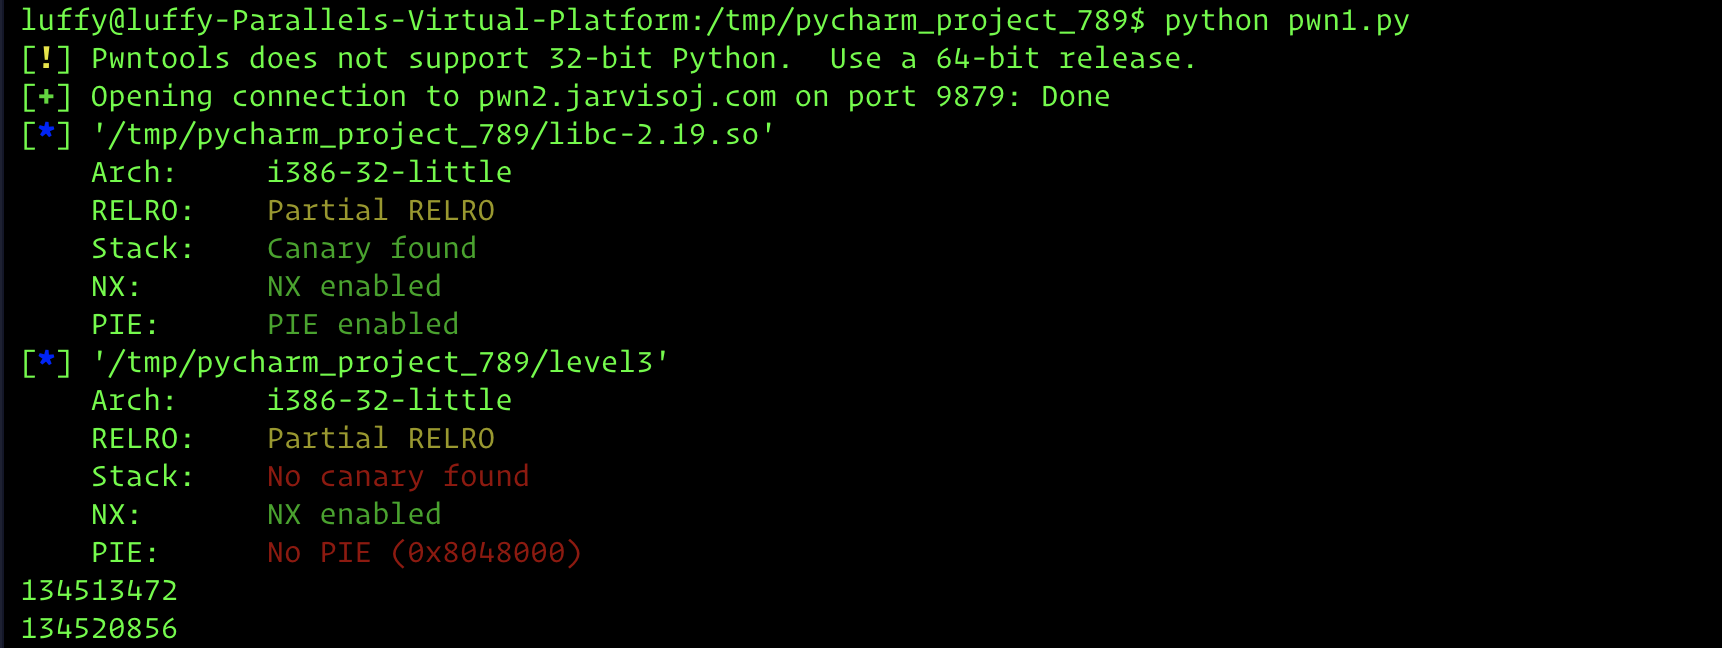 luffy@luffy-Parallels-Virtual-Platform:/tmp/pycharm_project_789$ python pwn1.py
[!] Pwntools does not support 32-bit Python.  Use a 64-bit release.
[+] Opening connection to pwn2.jarvisoj.com on port 9879: Done
[*] '/tmp/pycharm_project_789/libc-2.19.so'
    Arch:     i386-32-little
    RELRO:    Partial RELRO
    Stack:    Canary found
    NX:       NX enabled
    PIE:      PIE enabled
[*] '/tmp/pycharm_project_789/level3'
    Arch:     i386-32-little
    RELRO:    Partial RELRO
    Stack:    No canary found
    NX:       NX enabled
    PIE:      No PIE (0x8048000)
134513472
134520856